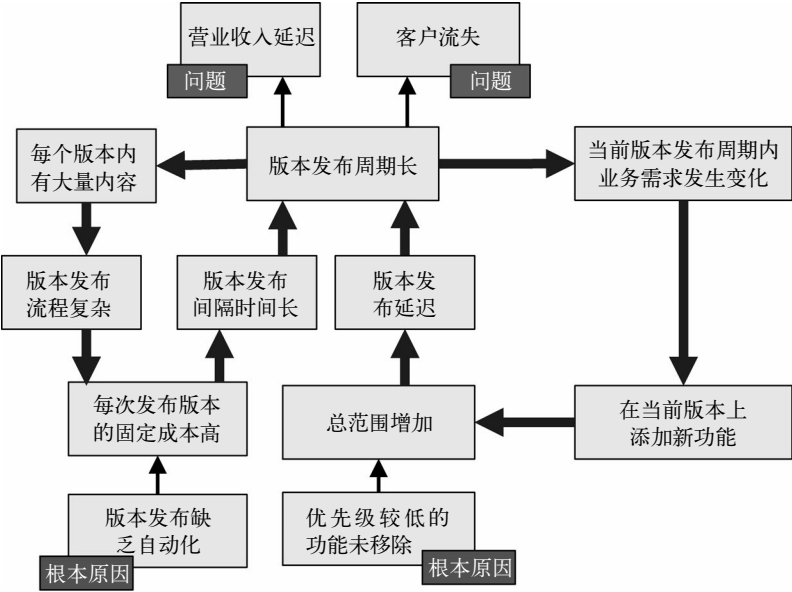 营业收入延迟
问题
客户流失
问题
每个版本内
有大量内容
版本发布周期长
当前版本发布周期内
业务需求发生变化
版本发布
流程复杂
版本发布
间隔时间长
版本发
布延迟
每次发布版本
的固定成本高
总范围增加
在当前版本上
添加新功能
版本发布缺
乏自动化
根本原因
优先级较低的
功能未移除
根本原因